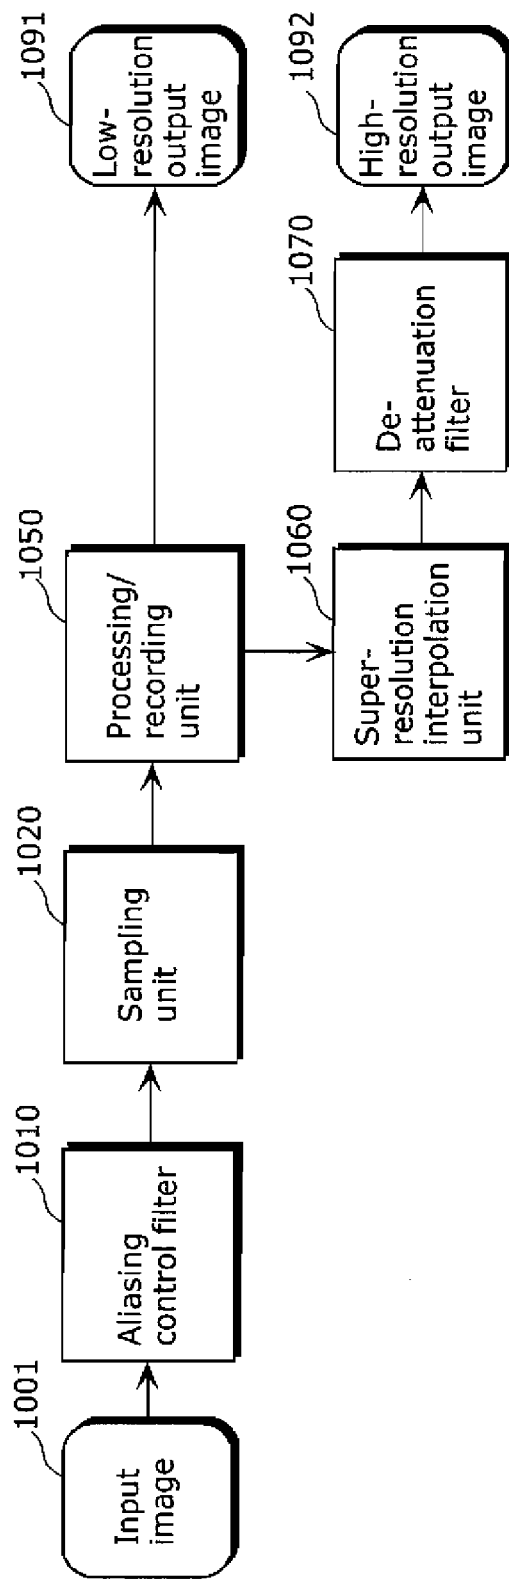 1001
Input
image
1010
Aliasing
control filter
1020
Sampling
unit
1050
Processing/
recording
unit
1091
Low-
resolution
output
image
1060
Super-
resolution
interpolation
unit
1070
De-
attenuation
filter
1092
High-
resolution
output
image